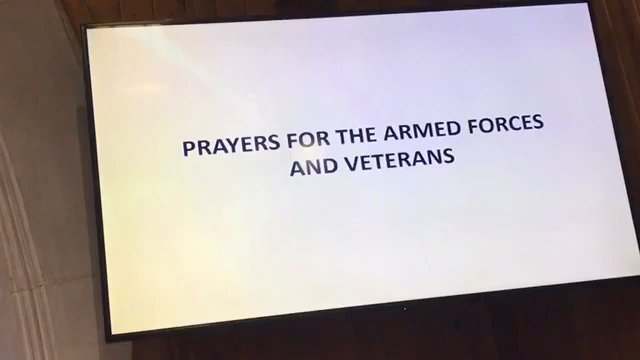 PRAYERS FOR THE ARMED FORCES
AND VETERANS